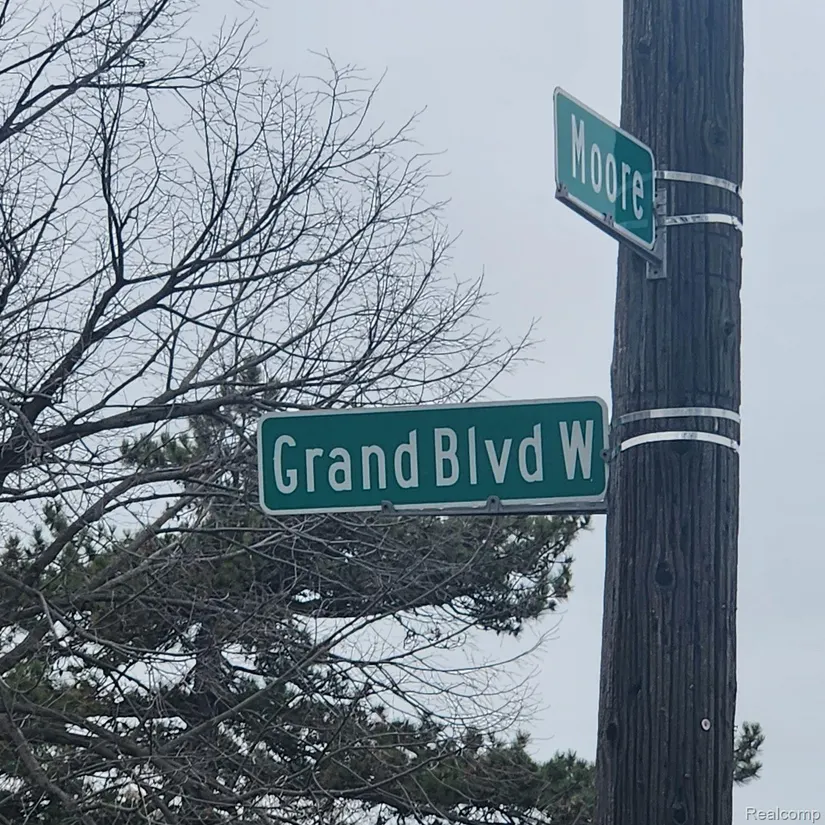 Moore
Grand Blvd W
Realcomp